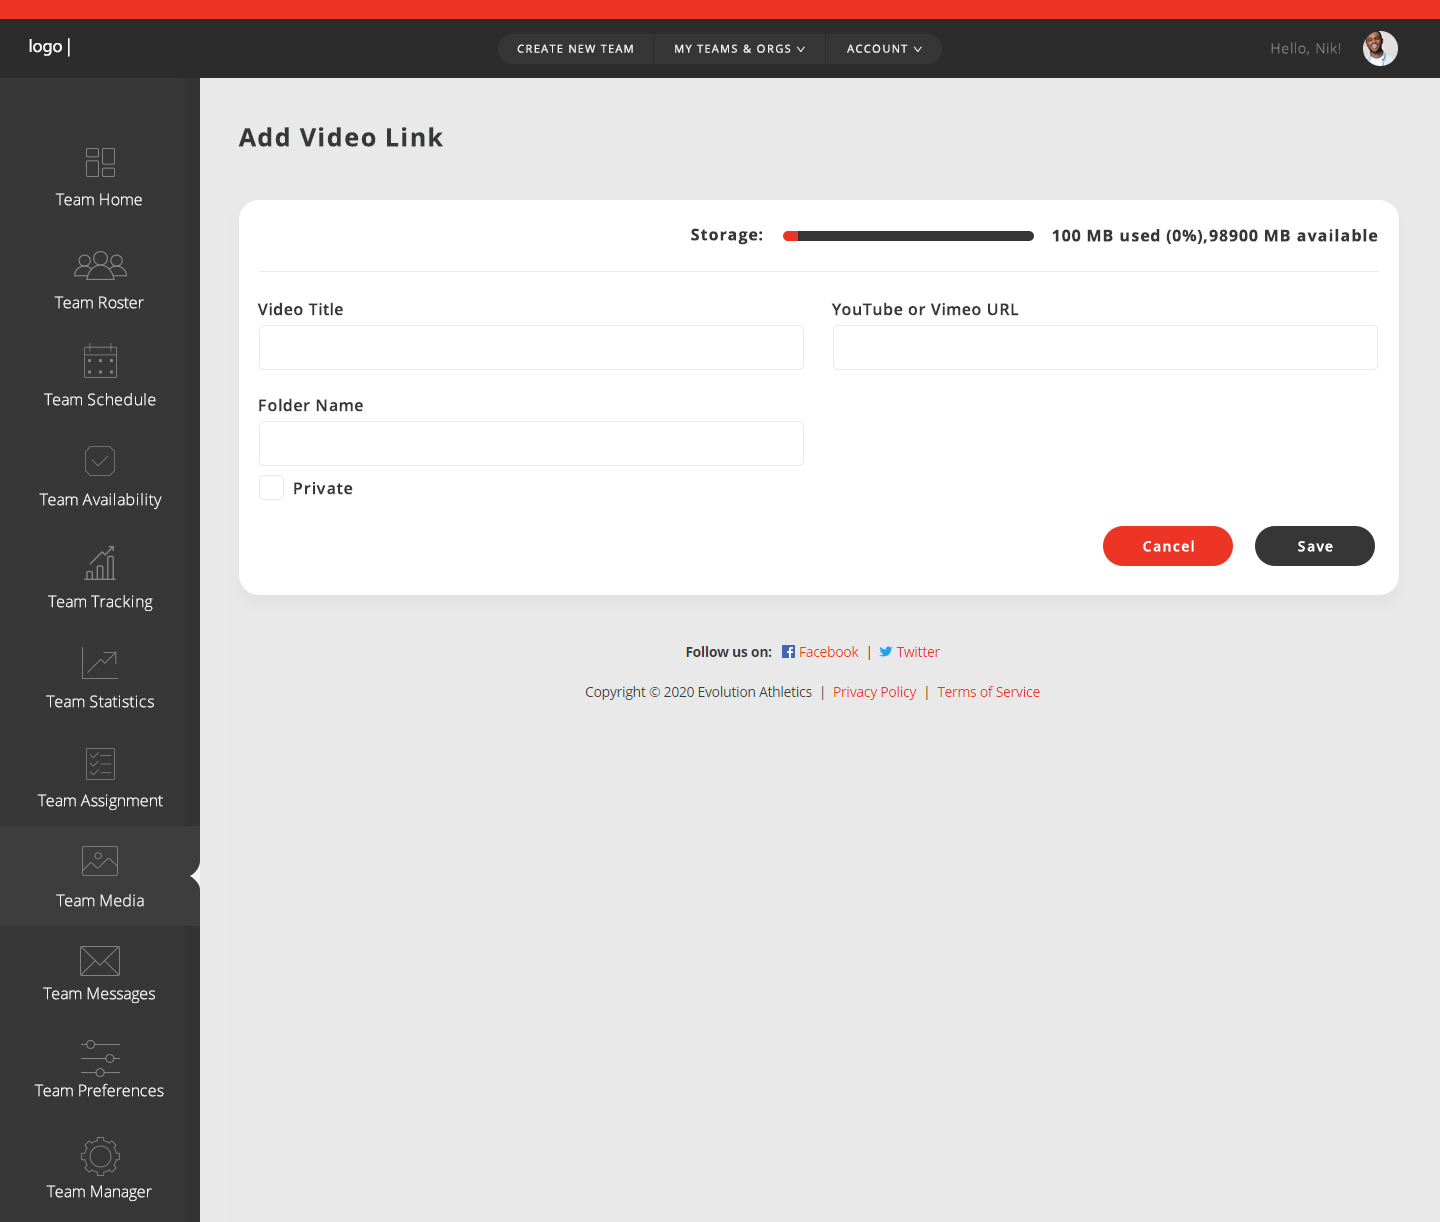 logo |
CREATE NEW TEAM
MY TEAMS & ORGS
ACCOUNT
Hello, Nik!
Team Home
Team Roster
Team Schedule
Team Availability
Team Tracking
Team Statistics
Team Assignment
Team Media
Team Messages
Team Preferences
Team Manager
Add Video Link
Storage:
100 MB used (0%),98900 MB available
Video Title
YouTube or Vimeo URL
Folder Name
Private
Cancel
Save
Follow us on: Facebook | Twitter
Copyright © 2020 Evolution Athletics | Privacy Policy | Terms of Service